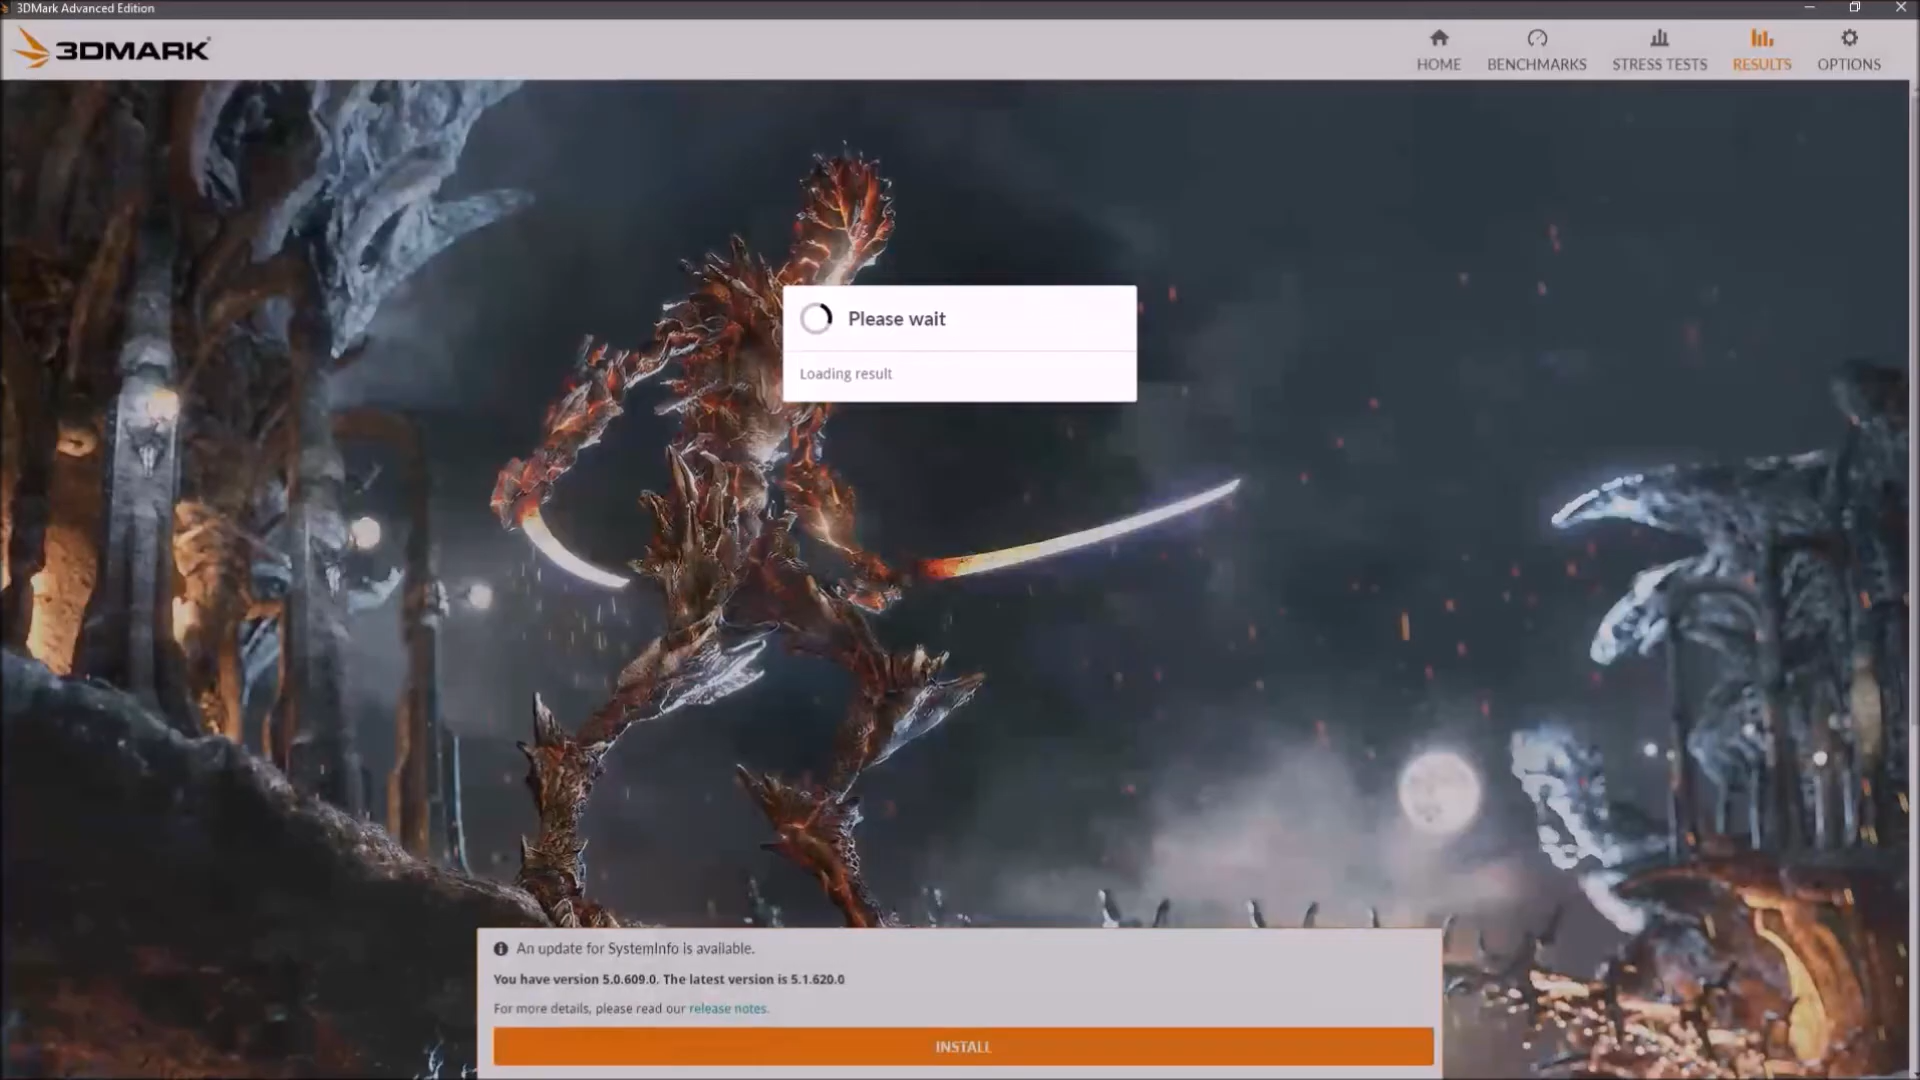 3DMark Advanced Edition
3DMARK
HOME
BENCHMARKS
STRESS TESTS
RESULTS
OPTIONS
Please wait
Loading result
An update for SystemInfo is available.
You have version 5.0.609.0. The latest version is 5.1.620.0
For more details, please read our release notes.
INSTALL